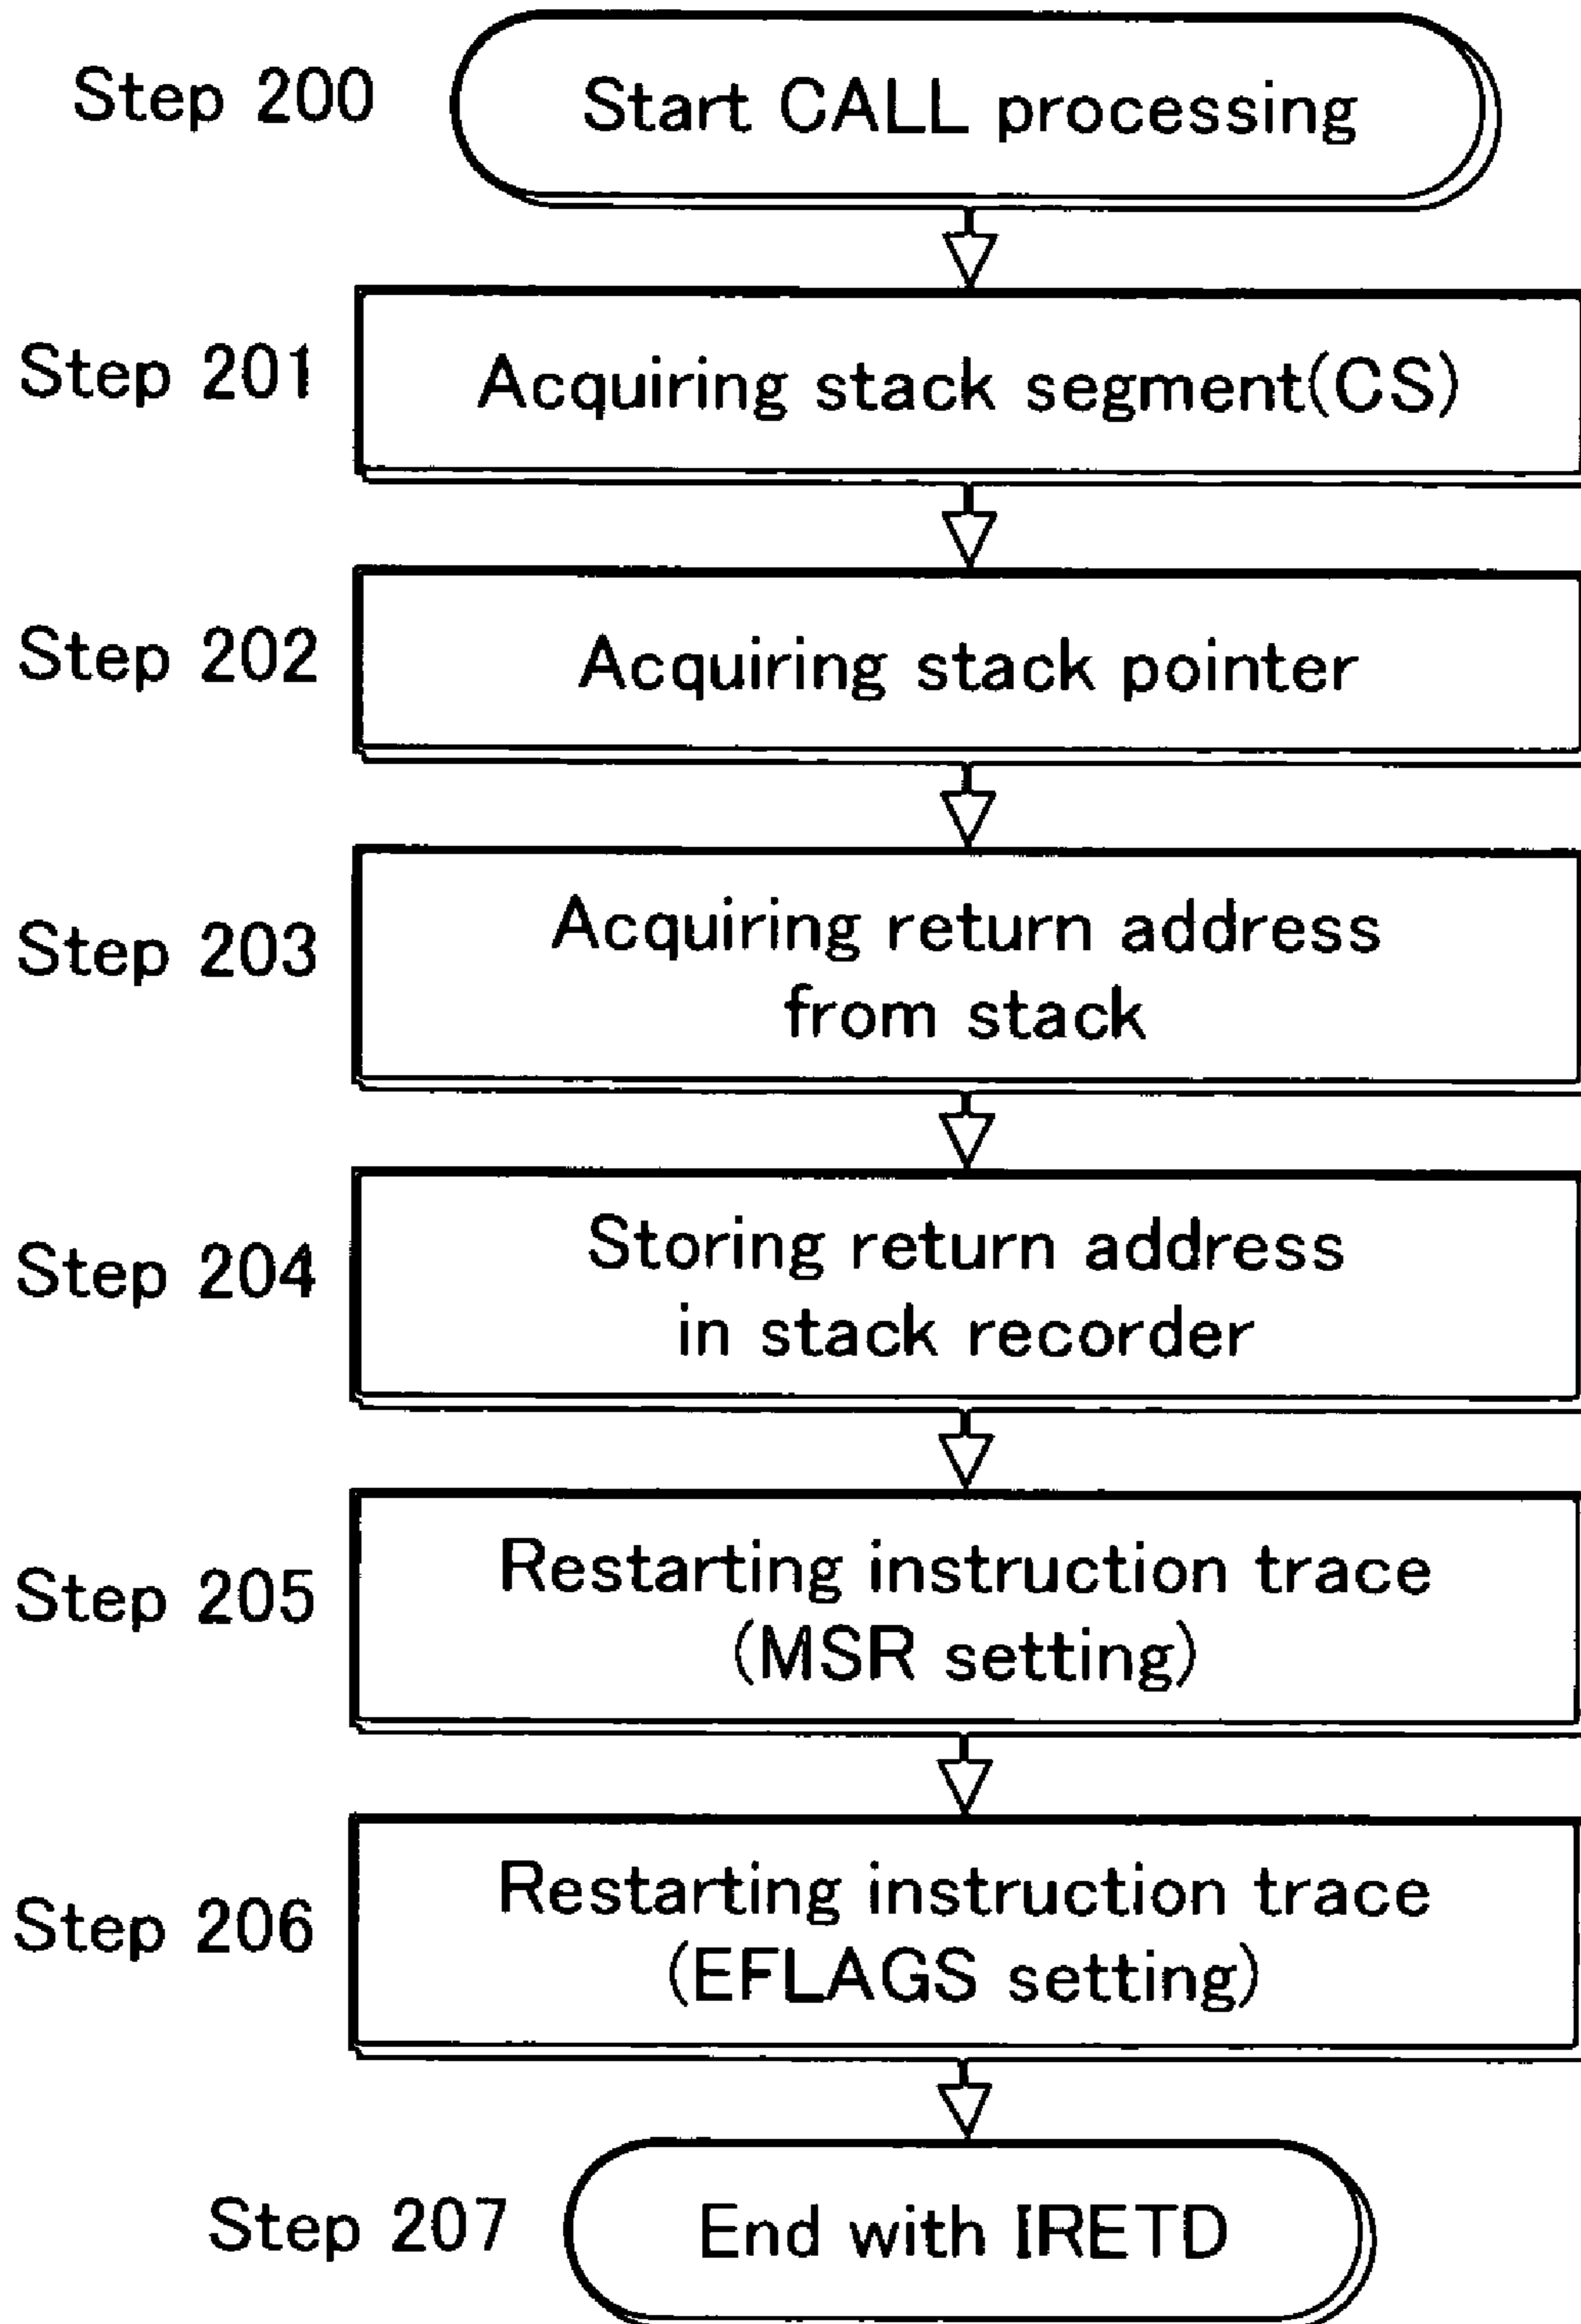 Step 200
Start CALL processing
Step 201
Acquiring stack segment(CS)
Step 202
Acquiring stack pointer
Step 203
Acquiring return address
from stack
Step 204
Storing return address
in stack recorder
Step 205
Restarting instruction trace
(MSR setting)
Step 206
Restarting instruction trace
(EFLAGS setting)
Step 207
End with IRETD